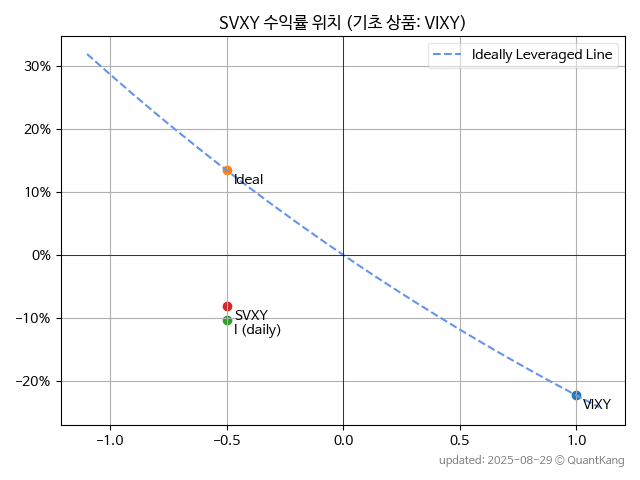 SVXY 수익률 위치 (기초 상품: VIXY)
Ideally Leveraged Line
30%
20%
10%
0%
−10%
−20%
Ideal
SVXY
I (daily)
VIXY
−1.0
−0.5
0.0
0.5
1.0
updated: 2025-08-29 © QuantKang